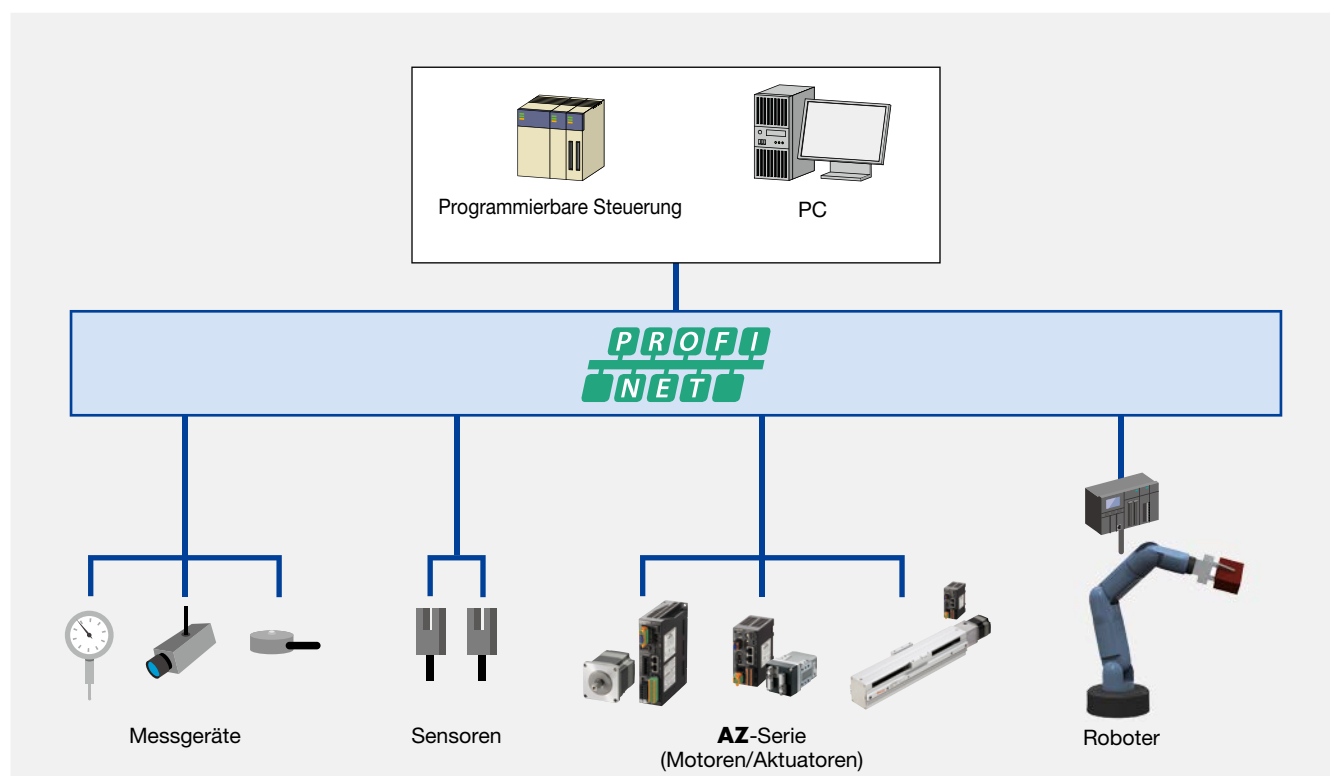 Programmierbare Steuerung
PC
PROFI
NET
Messgeräte
Sensoren
AZ-Serie
(Motoren/Aktuatoren)
Roboter